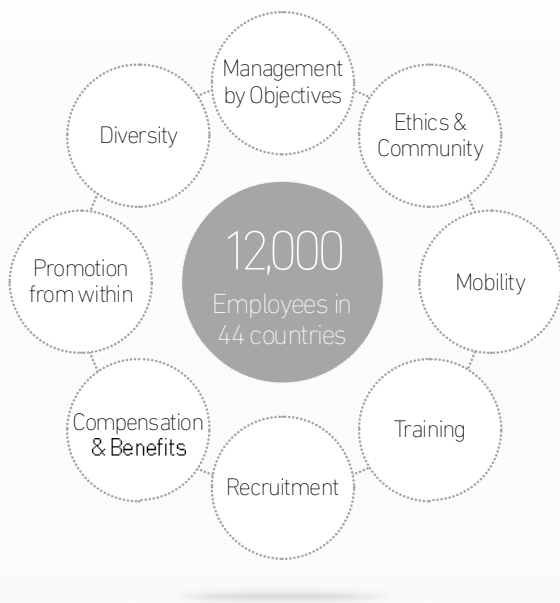 Management
by Objectives
Ethics &
Community
Diversity
12,000
Employees in
44 countries
Promotion
from within
Mobility
Compensation
& Benefits
Training
Recruitment